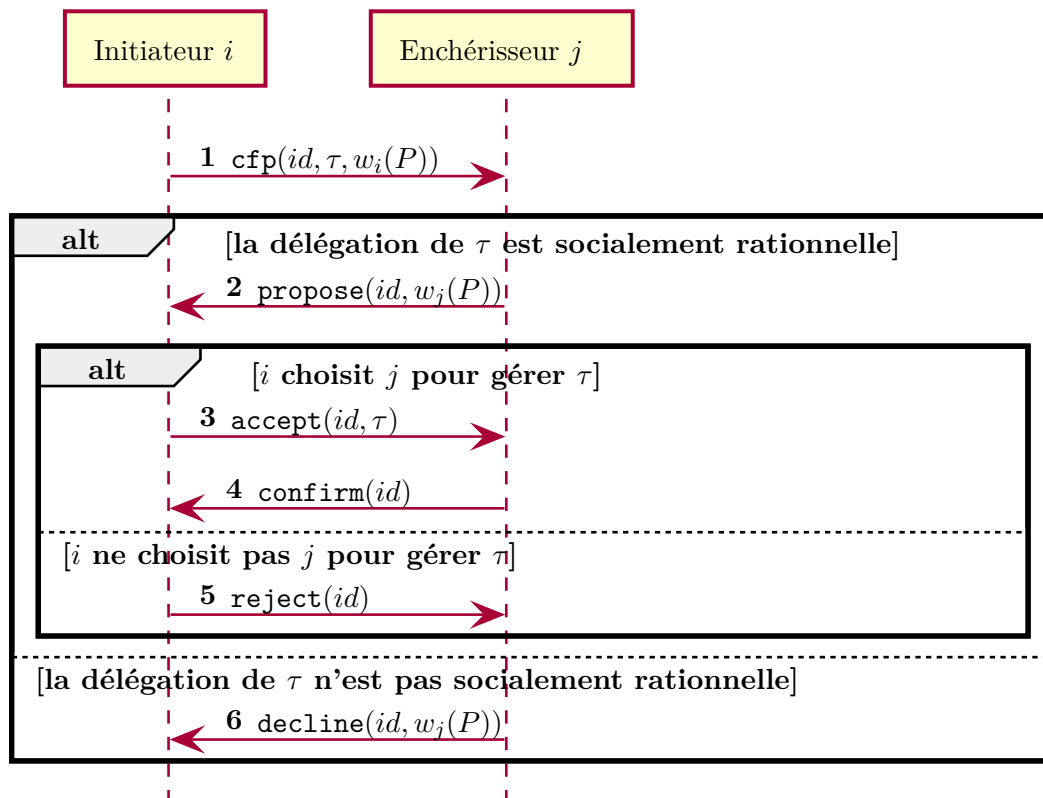 Initiateur i
Enchérisseur j
1 cfp(id, τ, w_i(P))
alt [la délégation de τ est socialement rationnelle]
2 propose(id, w_j(P))
alt [i choisit j pour gérer τ]
3 accept(id, τ)
4 confirm(id)
[i ne choisit pas j pour gérer τ]
5 reject(id)
[la délégation de τ n'est pas socialement rationnelle]
6 decline(id, w_j(P))